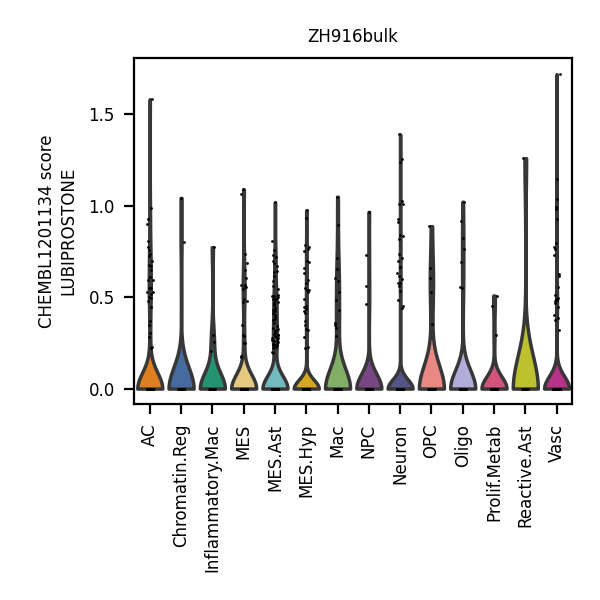 ZH916bulk
CHEMBL1201134 score
LUBIPROSTONE
1.5
1.0
0.5
0.0
AC
Chromatin.Reg
Inflammatory.Mac
MES
MES.Ast
MES.Hyp
Mac
NPC
Neuron
OPC
Oligo
Prolif.Metab
Reactive.Ast
Vasc